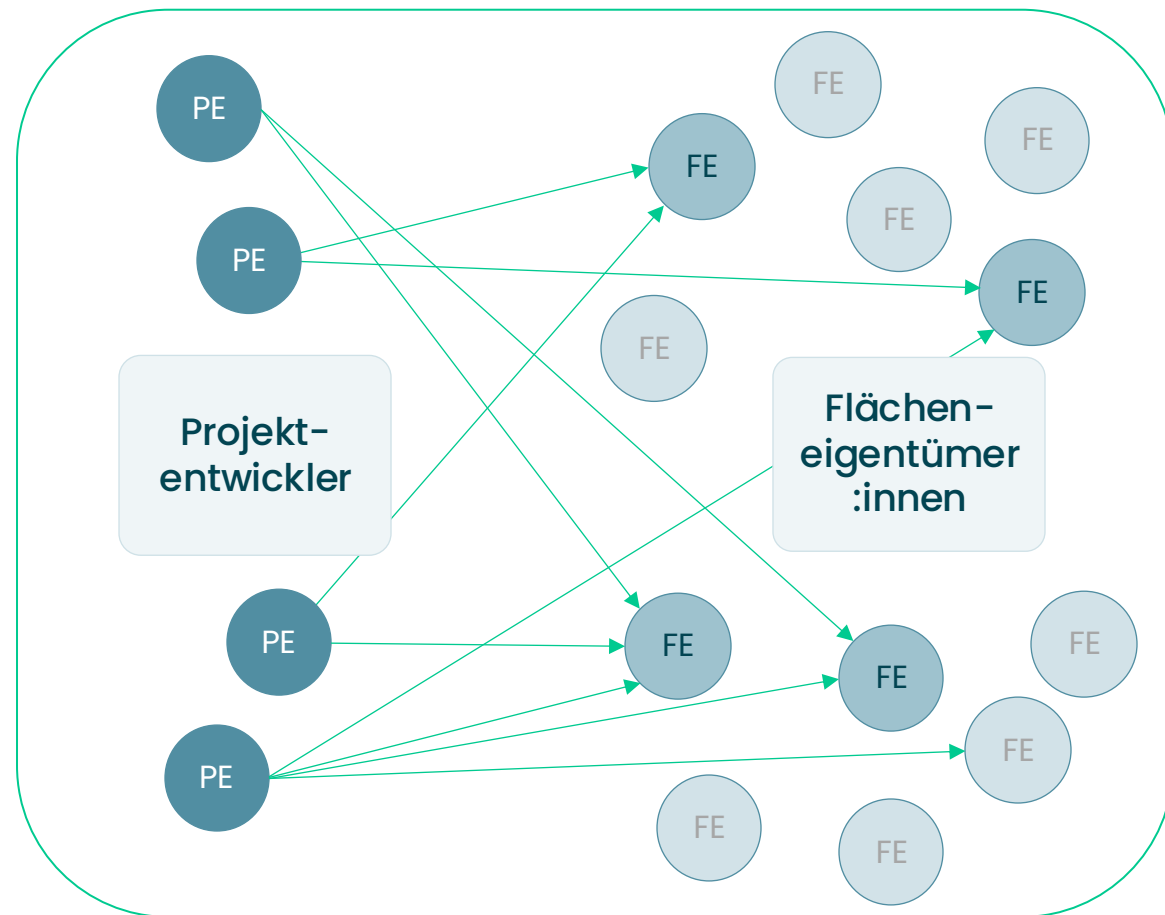 FE
PE
FE
FE
FE
FE
PE
FE
FE
Projekt-
entwickler
Flächen-
eigentümer
:innen
PE
FE
FE
FE
FE
PE
FE
FE